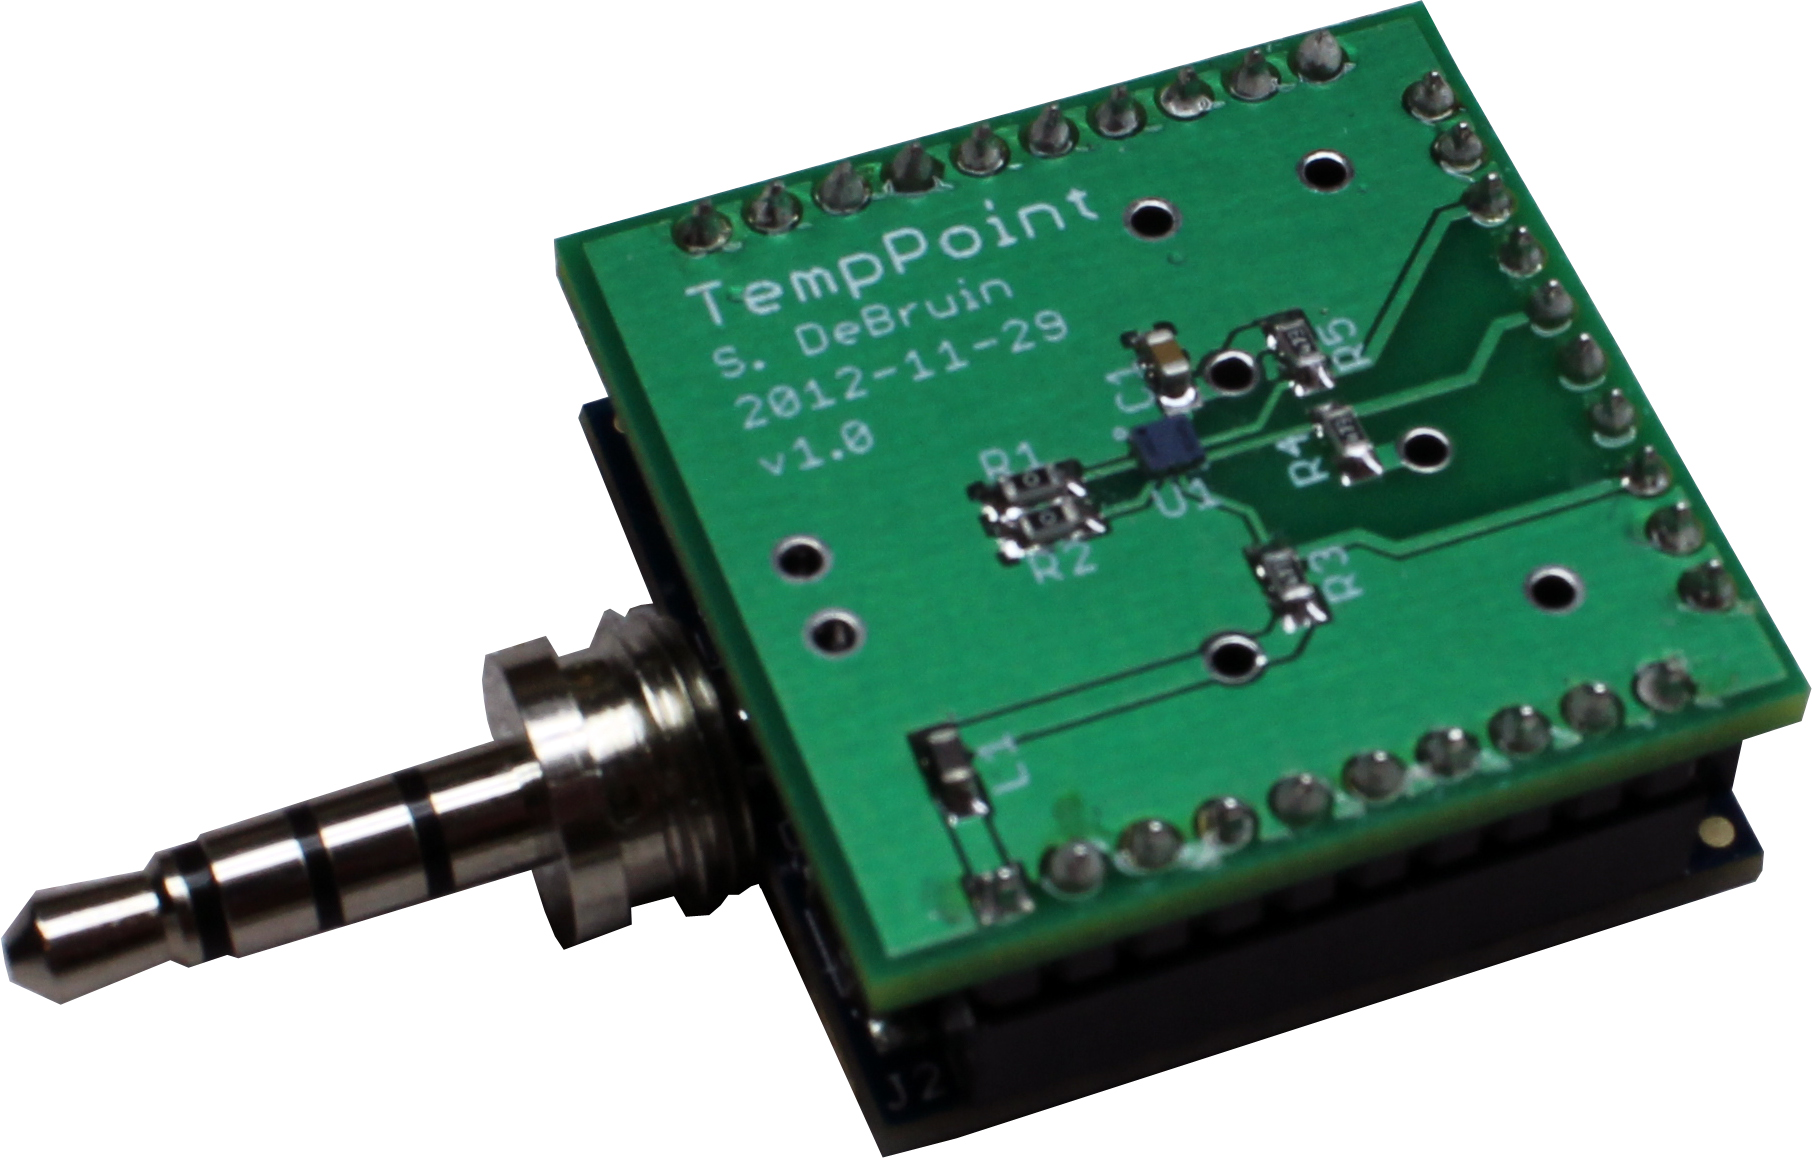 TempPoint
S. DeBruin
2012-11-29
v1.0
C1
R5
R1
U1
R4
R2
R3
L1
J2